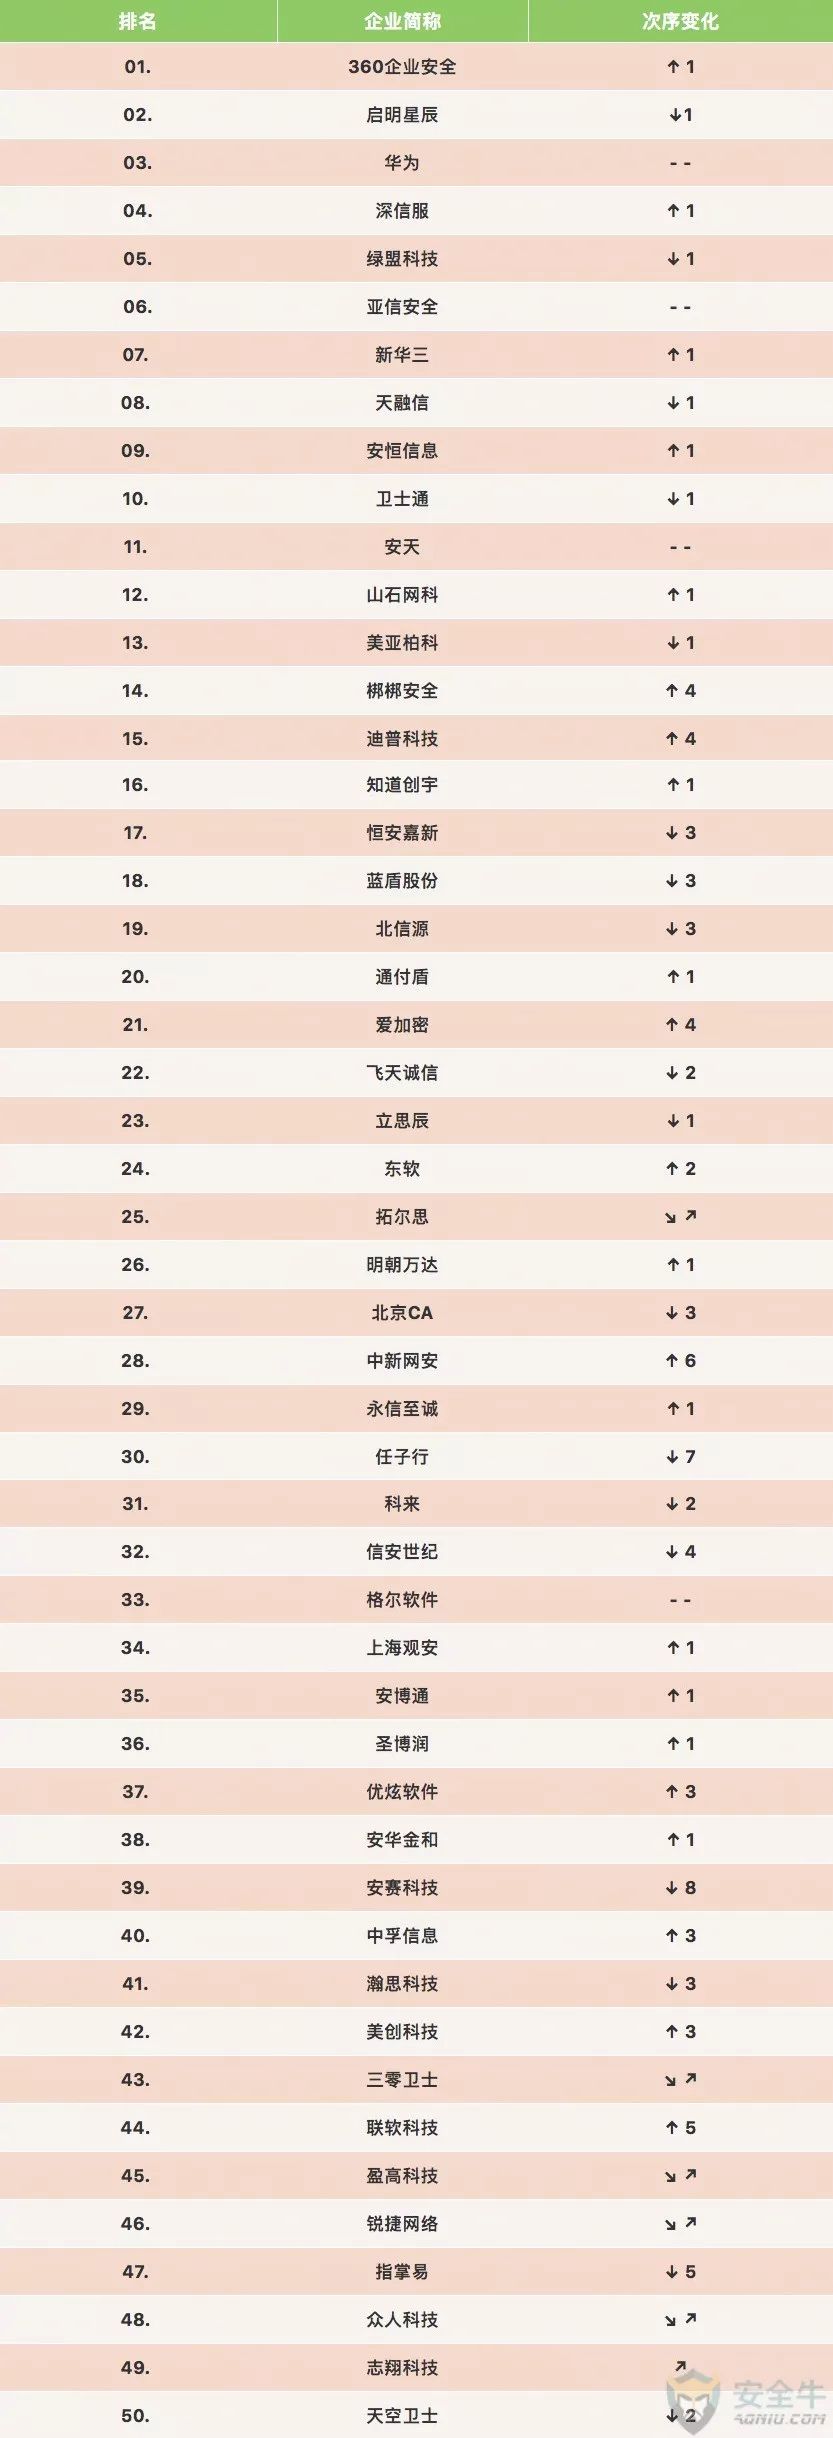 排名 企业简称 次序变化
01. 360企业安全 ↑ 1
02. 启明星辰 ↓1
03. 华为 - -
04. 深信服 ↑ 1
05. 绿盟科技 ↓ 1
06. 亚信安全 - -
07. 新华三 ↑ 1
08. 天融信 ↓ 1
09. 安恒信息 ↑ 1
10. 卫士通 ↓ 1
11. 安天 - -
12. 山石网科 ↑ 1
13. 美亚柏科 ↓ 1
14. 梆梆安全 ↑ 4
15. 迪普科技 ↑ 4
16. 知道创宇 ↑ 1
17. 恒安嘉新 ↓ 3
18. 蓝盾股份 ↓ 3
19. 北信源 ↓ 3
20. 通付盾 ↑ 1
21. 爱加密 ↑ 4
22. 飞天诚信 ↓ 2
23. 立思辰 ↓ 1
24. 东软 ↑ 2
25. 拓尔思 ↘ ↗
26. 明朝万达 ↑ 1
27. 北京CA ↓ 3
28. 中新网安 ↑ 6
29. 永信至诚 ↑ 1
30. 任子行 ↓ 7
31. 科来 ↓ 2
32. 信安世纪 ↓ 4
33. 格尔软件 - -
34. 上海观安 ↑ 1
35. 安博通 ↑ 1
36. 圣博润 ↑ 1
37. 优炫软件 ↑ 3
38. 安华金和 ↑ 1
39. 安赛科技 ↓ 8
40. 中孚信息 ↑ 3
41. 瀚思科技 ↓ 3
42. 美创科技 ↑ 3
43. 三零卫士 ↘ ↗
44. 联软科技 ↑ 5
45. 盈高科技 ↘ ↗
46. 锐捷网络 ↘ ↗
47. 指掌易 ↓ 5
48. 众人科技 ↘ ↗
49. 志翔科技 ↗
50. 天空卫士 ↓ 2
安全牛
AQNIU.COM